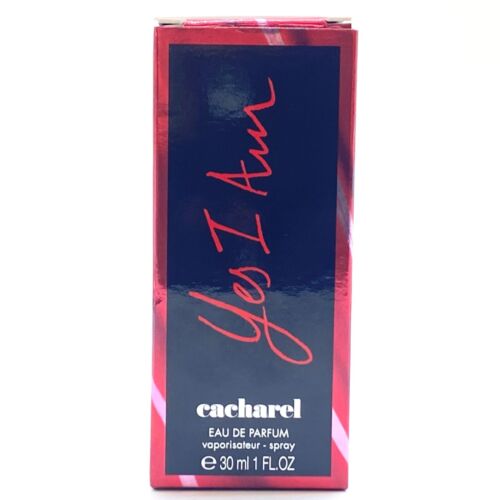 Yes I Am
cacharel
EAU DE PARFUM
vaporisateur - spray
℮ 30 ml 1 FL.OZ